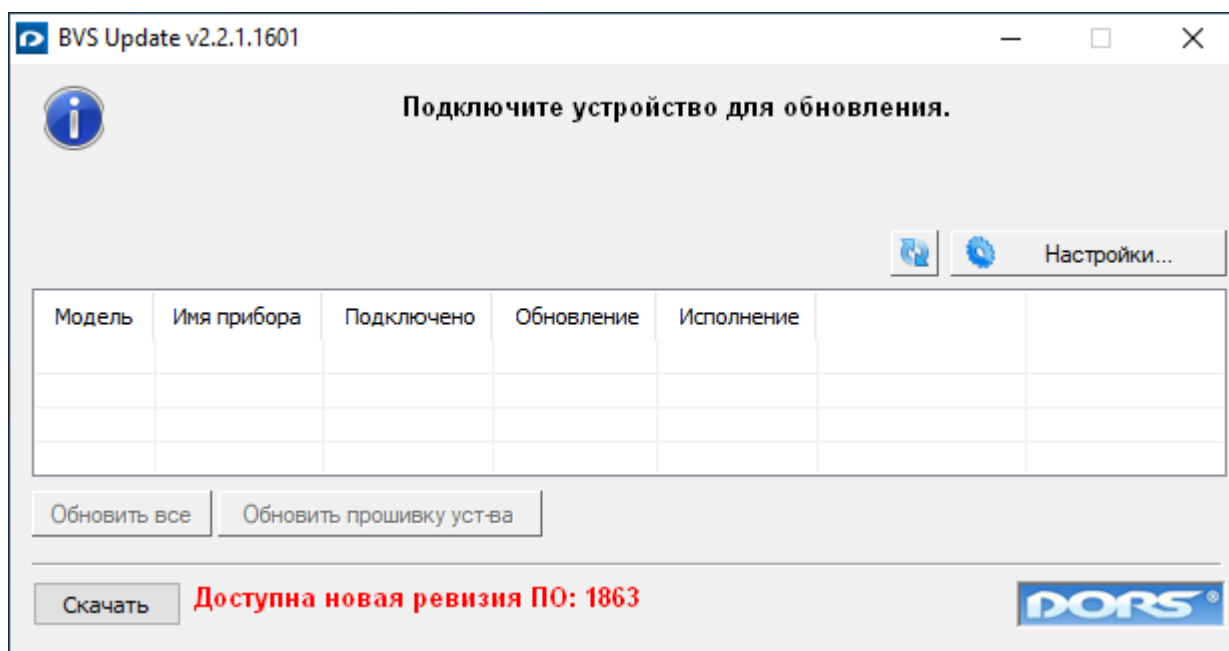 BVS Update v2.2.1.1601
Подключите устройство для обновления.
Настройки...
Модель Имя прибора Подключено Обновление Исполнение
Обновить все Обновить прошивку уст-ва
Скачать Доступна новая ревизия ПО: 1863
DORS®